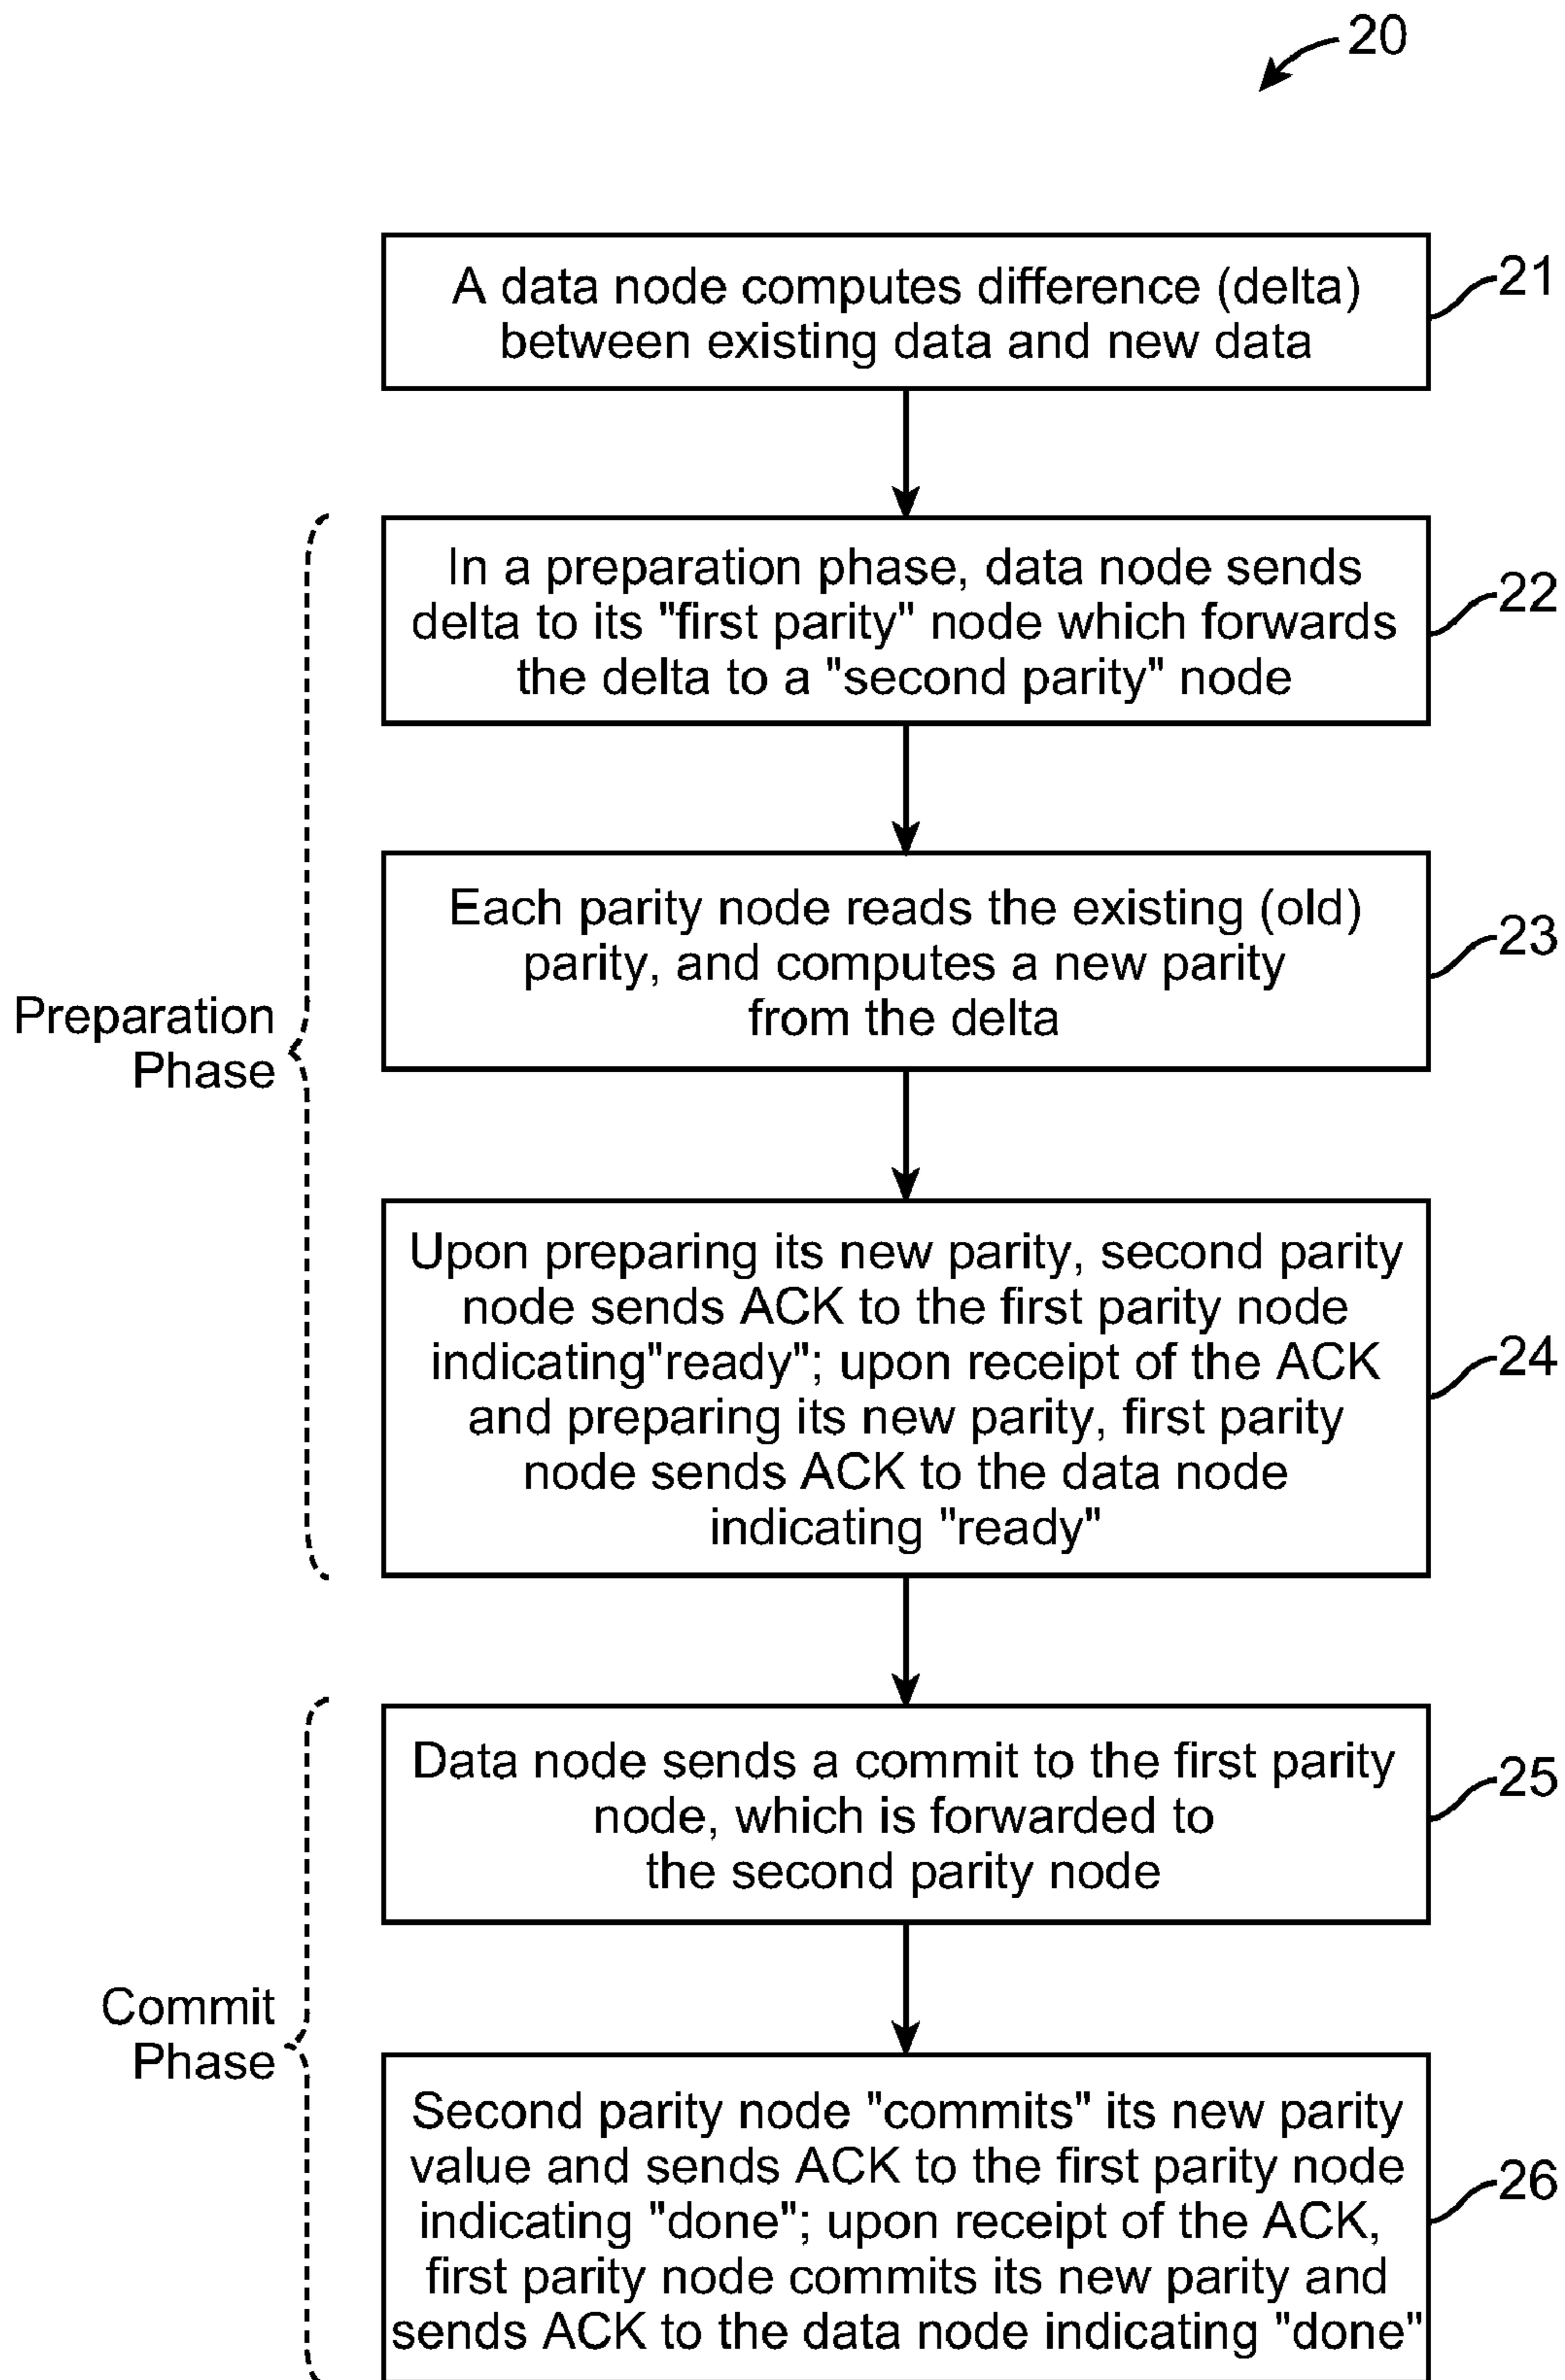 20
A data node computes difference (delta)
between existing data and new data
21
In a preparation phase, data node sends
delta to its "first parity" node which forwards
the delta to a "second parity" node
22
Each parity node reads the existing (old)
parity, and computes a new parity
from the delta
23
Preparation
Phase
Upon preparing its new parity, second parity
node sends ACK to the first parity node
indicating"ready"; upon receipt of the ACK
and preparing its new parity, first parity
node sends ACK to the data node
indicating "ready"
24
Data node sends a commit to the first parity
node, which is forwarded to
the second parity node
25
Commit
Phase
Second parity node "commits" its new parity
value and sends ACK to the first parity node
indicating "done"; upon receipt of the ACK,
first parity node commits its new parity and
sends ACK to the data node indicating "done"
26